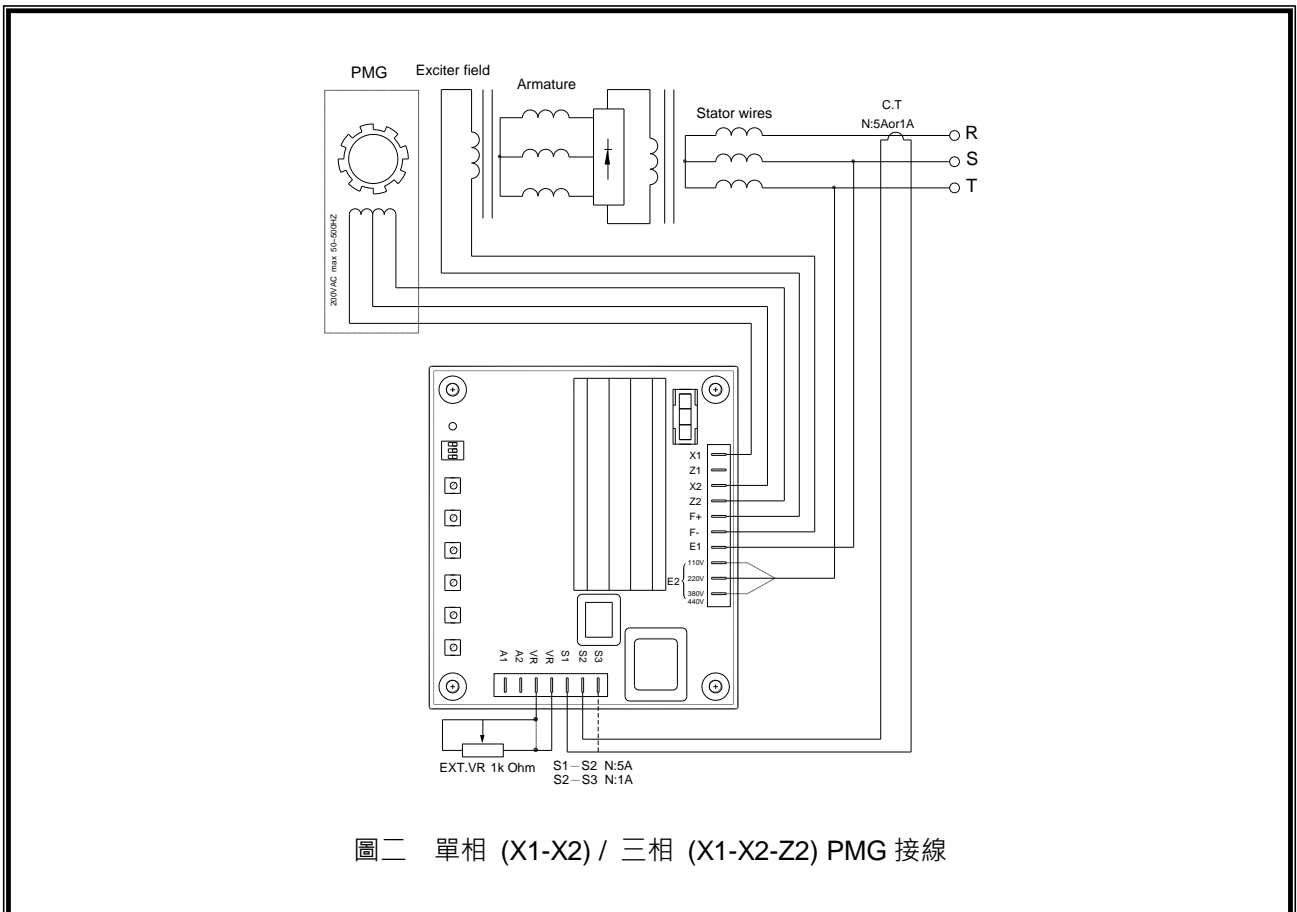 PMG
Exciter field
Armature
Stator wires
C.T
N:5Aor1A
R
S
T
200VAC max 50~500HZ
X1
Z1
X2
Z2
F+
F-
E1
110V
E2
220V
380V
440V
A1
A2
VR
VR
S1
S2
S3
EXT.VR 1k Ohm
S1－S2 N:5A
S2－S3 N:1A
圖二 單相 (X1-X2) / 三相 (X1-X2-Z2) PMG 接線